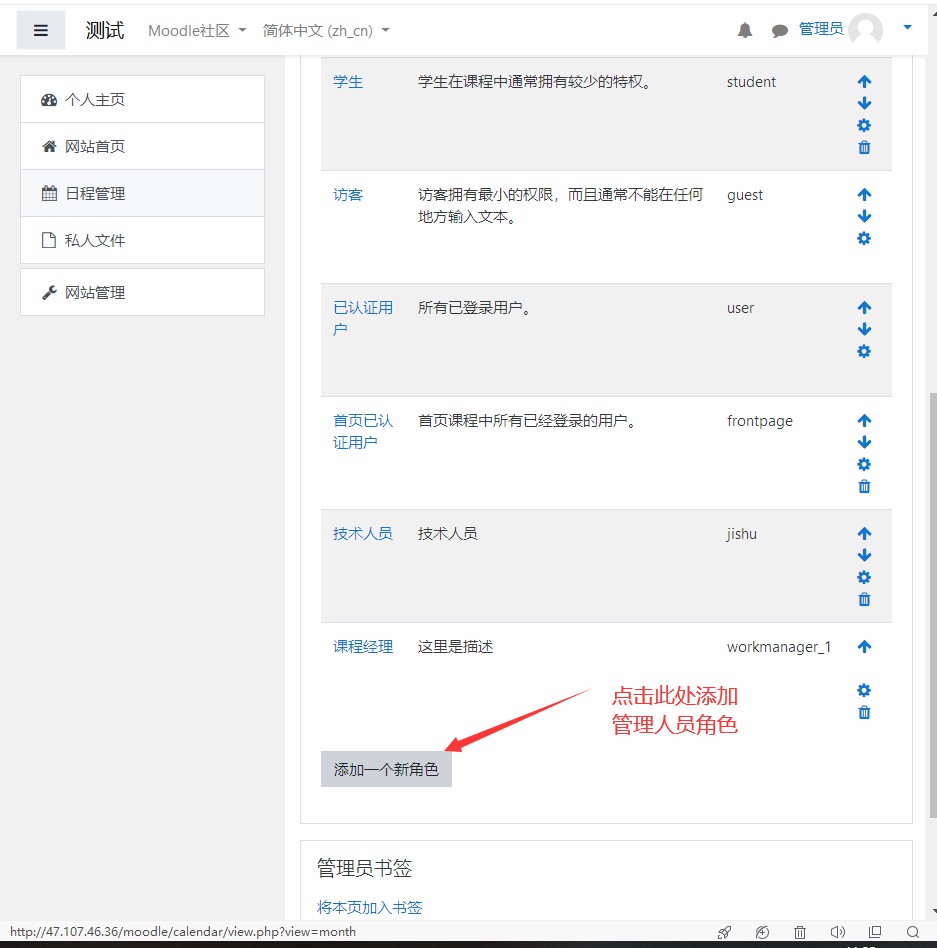 测试 Moodle社区 简体中文 (zh_cn) 管理员
个人主页
网站首页
日程管理
私人文件
网站管理
学生 学生在课程中通常拥有较少的特权。 student
访客 访客拥有最小的权限，而且通常不能在任何 guest
地方输入文本。
已认证用 所有已登录用户。 user
户
首页已认 首页课程中所有已经登录的用户。 frontpage
证用户
技术人员 技术人员 jishu
课程经理 这里是描述 workmanager_1
点击此处添加
管理人员角色
添加一个新角色
管理员书签
将本页加入书签
http://47.107.46.36/moodle/calendar/view.php?view=month